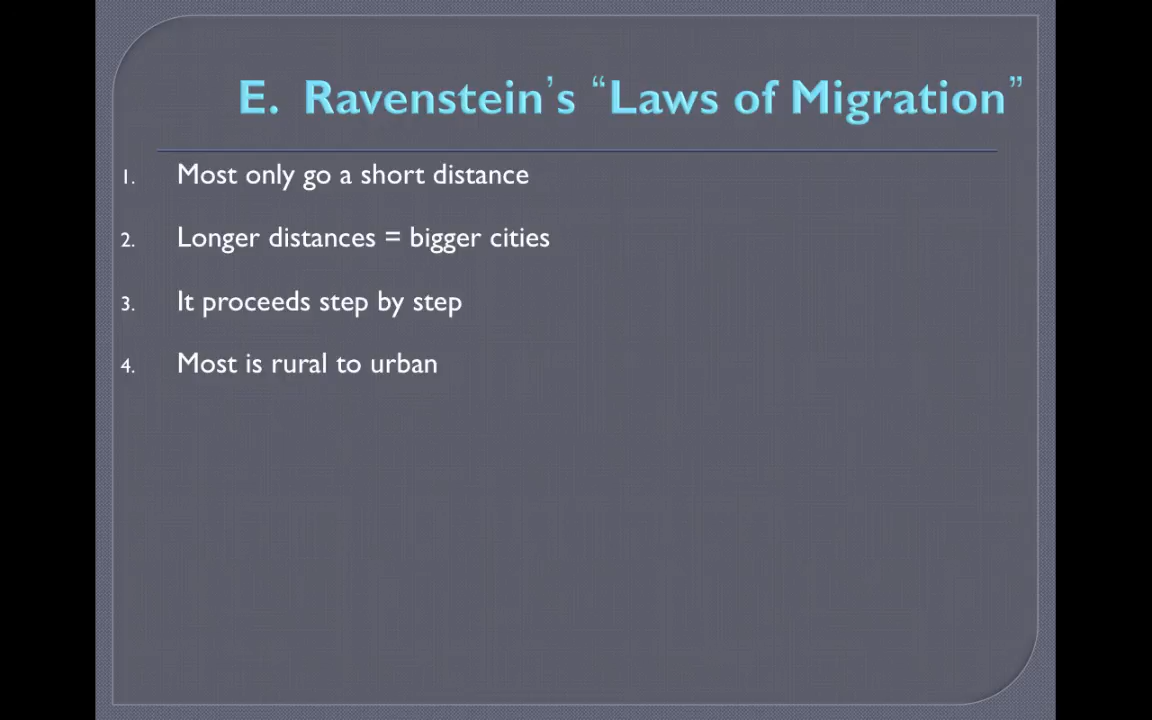 E. Ravenstein’s “Laws of Migration”
1. Most only go a short distance
2. Longer distances = bigger cities
3. It proceeds step by step
4. Most is rural to urban